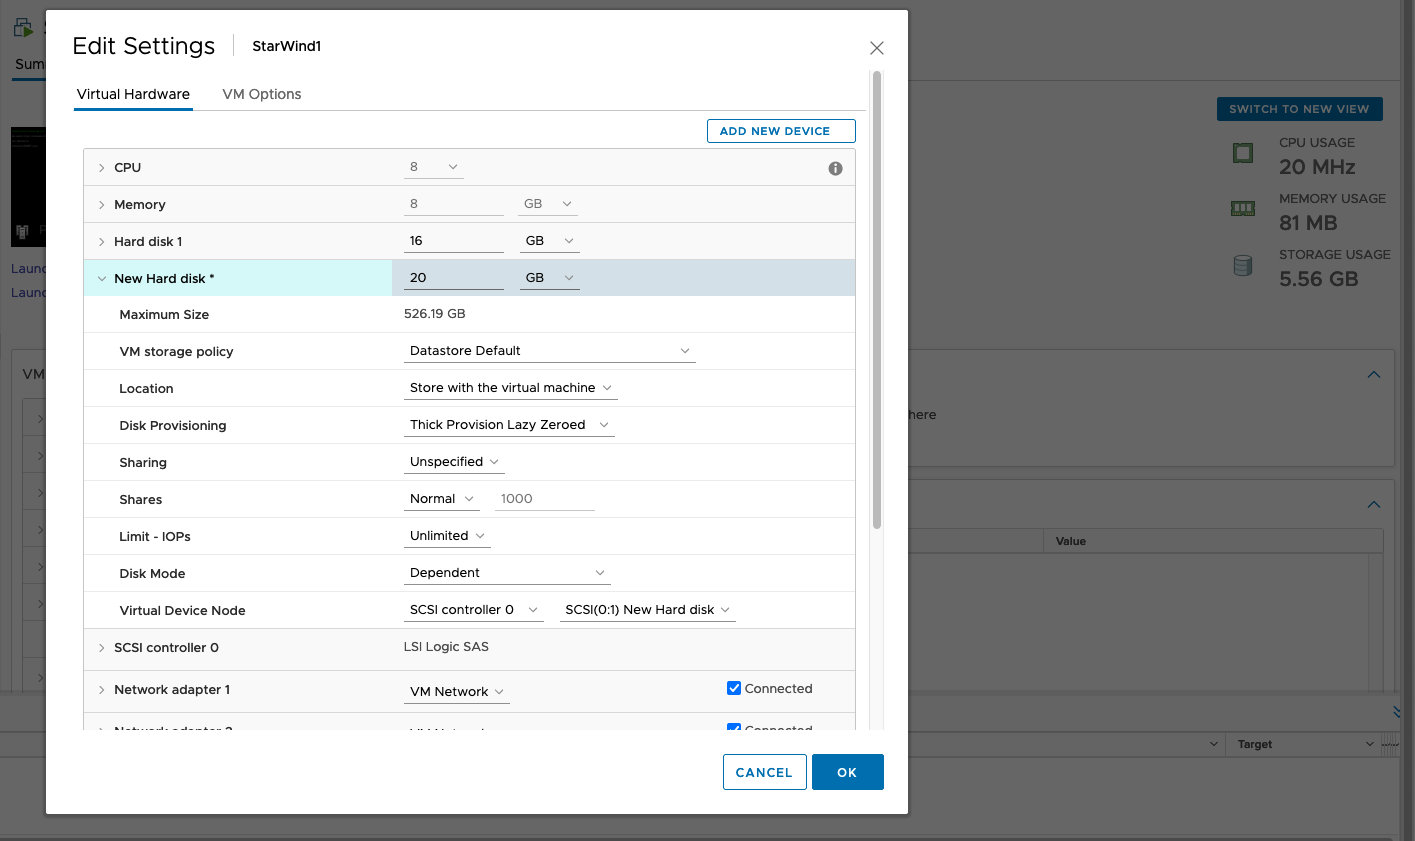 Edit Settings StarWind1
Virtual Hardware VM Options
ADD NEW DEVICE
CPU 8
Memory 8 GB
Hard disk 1 16 GB
New Hard disk * 20 GB
Maximum Size 526.19 GB
VM storage policy Datastore Default
Location Store with the virtual machine
Disk Provisioning Thick Provision Lazy Zeroed
Sharing Unspecified
Shares Normal 1000
Limit - IOPs Unlimited
Disk Mode Dependent
Virtual Device Node SCSI controller 0 SCSI(0:1) New Hard disk
SCSI controller 0 LSI Logic SAS
Network adapter 1 VM Network Connected
CANCEL OK
Sum
Laun
Laun
VM
SWITCH TO NEW VIEW
CPU USAGE
20 MHz
MEMORY USAGE
81 MB
STORAGE USAGE
5.56 GB
here
Value
Target